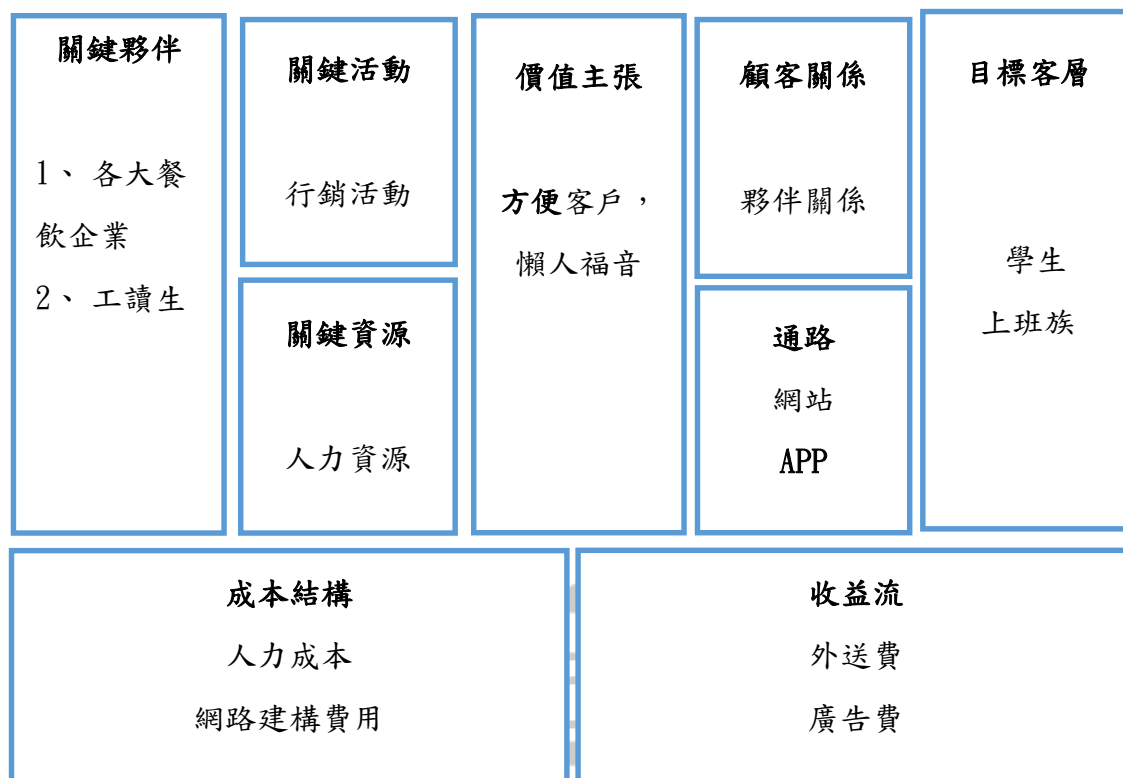 關鍵夥伴
1、 各大餐
飲企業
2、 工讀生
關鍵活動
行銷活動
關鍵資源
人力資源
價值主張
方便客戶，
懶人福音
顧客關係
夥伴關係
通路
網站
APP
目標客層
學生
上班族
成本結構
人力成本
網路建構費用
收益流
外送費
廣告費